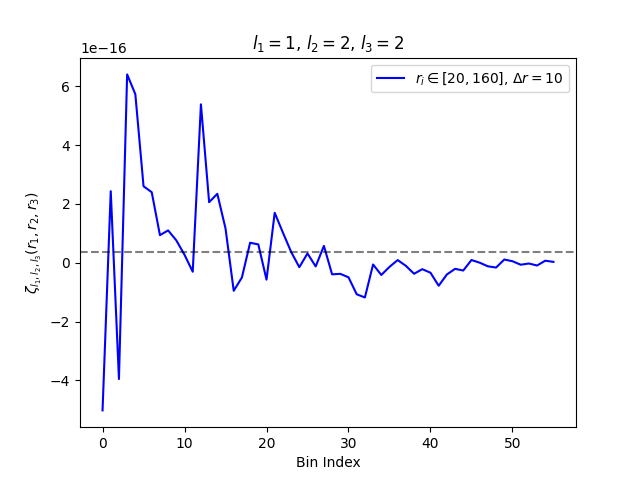 l₁ = 1, l₂ = 2, l₃ = 2
1e−16
rᵢ ∈ [20, 160], Δr = 10
6
4
2
0
−2
−4
ζ_{l₁, l₂, l₃}(r₁, r₂, r₃)
0 10 20 30 40 50
Bin Index